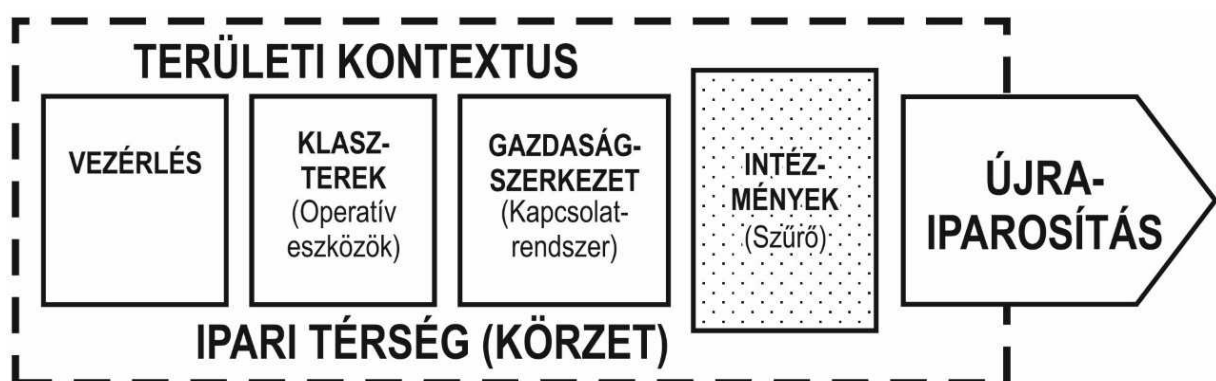 TERÜLETI KONTEXTUS
VEZÉRLÉS
KLASZ-
TEREK
(Operatív
eszközök)
GAZDASÁG-
SZERKEZET
(Kapcsolat-
rendszer)
INTÉZ-
MÉNYEK
(Szűrő)
ÚJRA-
IPAROSÍTÁS
IPARI TÉRSÉG (KÖRZET)